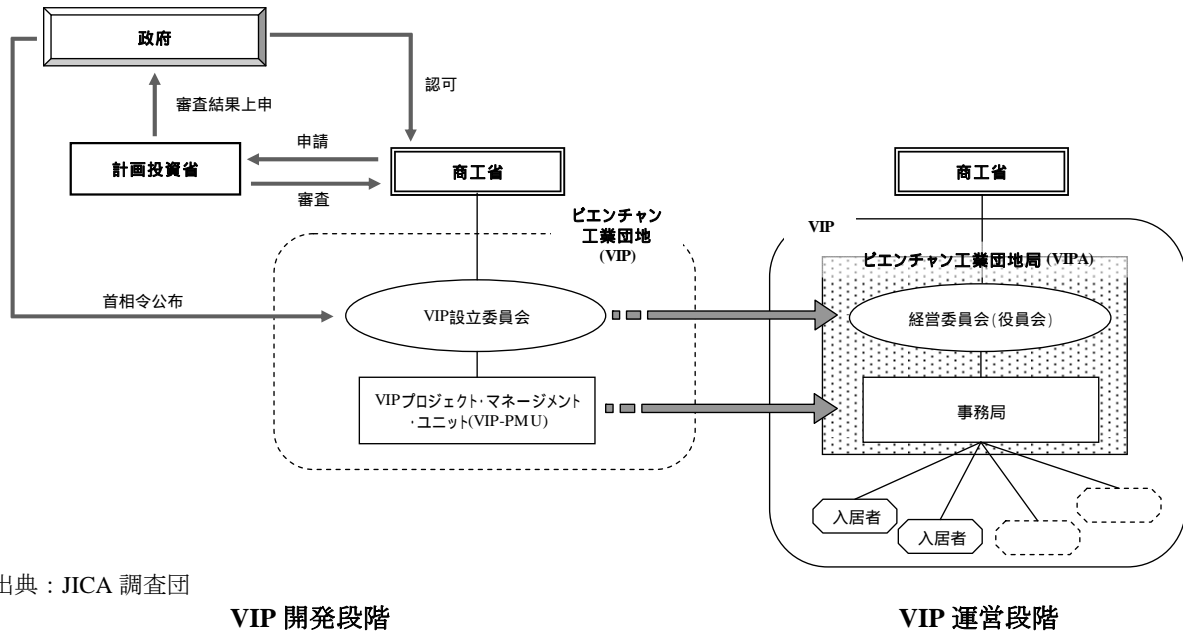 政府
認可
審査結果上申
申請
計画投資省
商工省
審査
ビエンチャン
工業団地
(VIP)
首相令公布
VIP設立委員会
VIPプロジェクト・マネージメント
・ユニット(VIP-PMU)
商工省
VIP
ビエンチャン工業団地局 (VIPA)
経営委員会(役員会)
事務局
入居者
入居者
出典：JICA 調査団
VIP 開発段階
VIP 運営段階